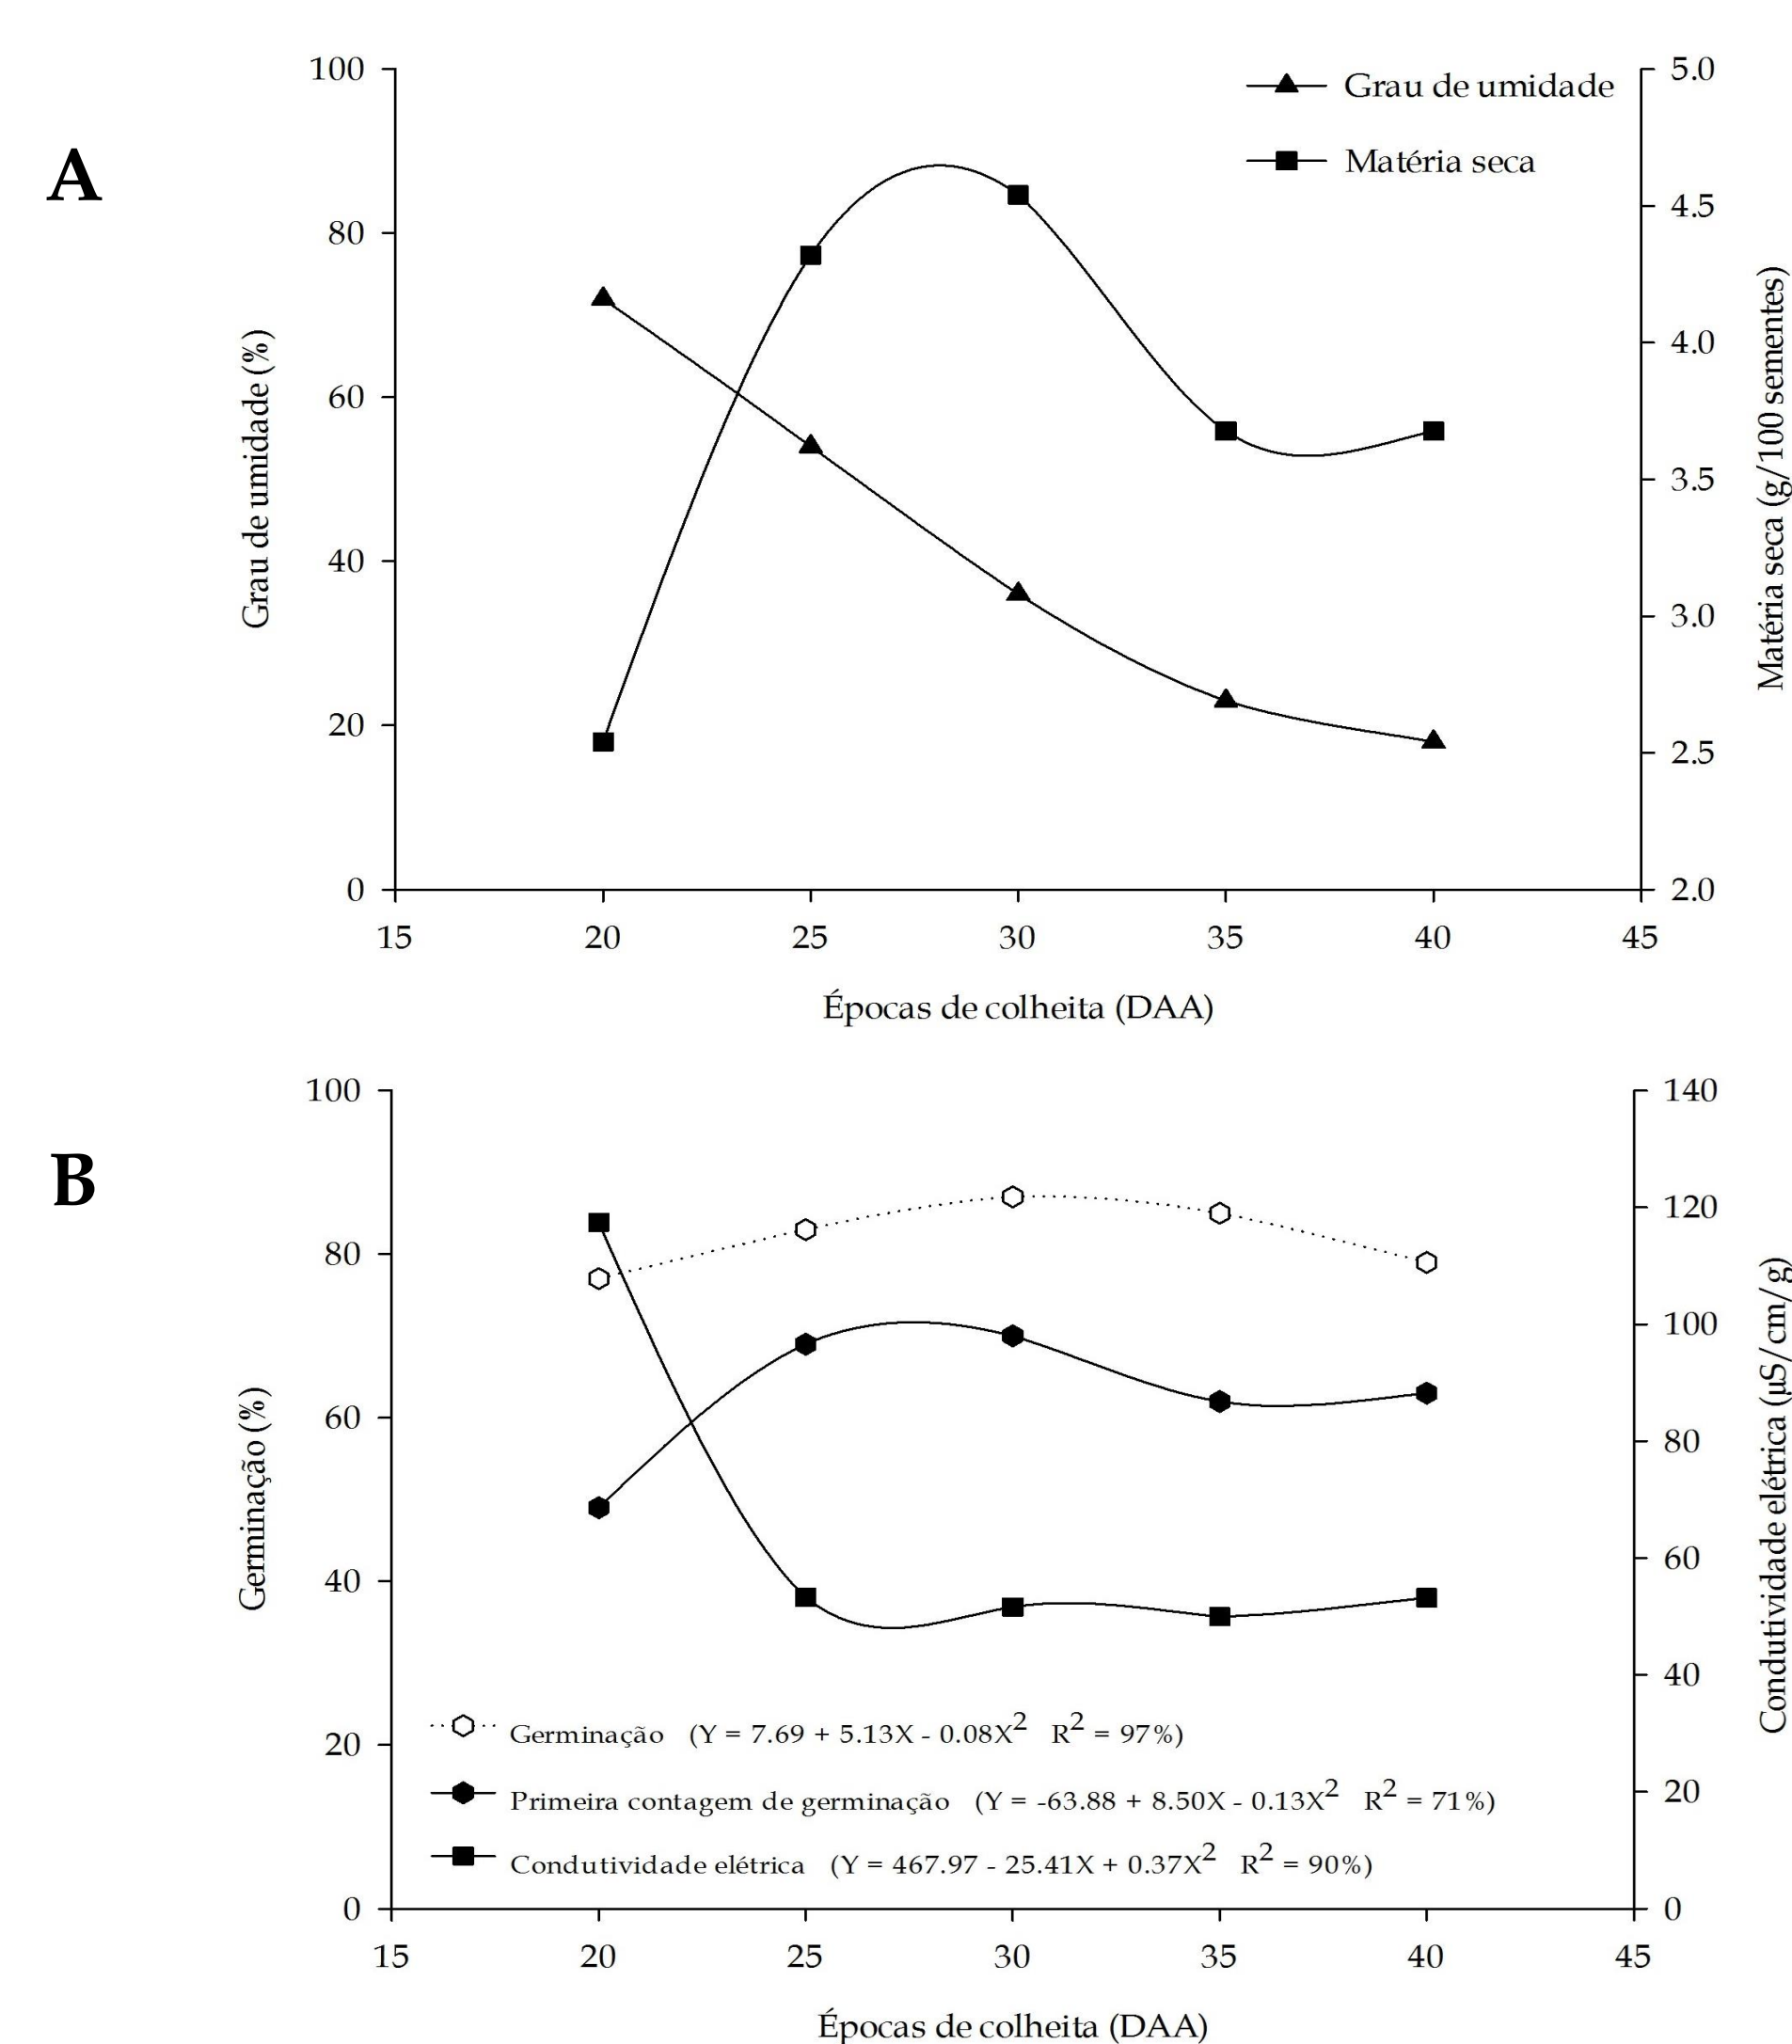 A
Grau de umidade
Matéria seca
Grau de umidade (%)
100
80
60
40
20
0
5.0
4.5
4.0
3.5
3.0
2.5
2.0
Matéria seca (g/100 sementes)
15 20 25 30 35 40 45
Épocas de colheita (DAA)
B
Germinação (%)
100
80
60
40
20
0
140
120
100
80
60
40
20
0
Condutividade elétrica (µS/cm/g)
Germinação (Y = 7.69 + 5.13X - 0.08X² R² = 97%)
Primeira contagem de germinação (Y = -63.88 + 8.50X - 0.13X² R² = 71%)
Condutividade elétrica (Y = 467.97 - 25.41X + 0.37X² R² = 90%)
15 20 25 30 35 40 45
Épocas de colheita (DAA)